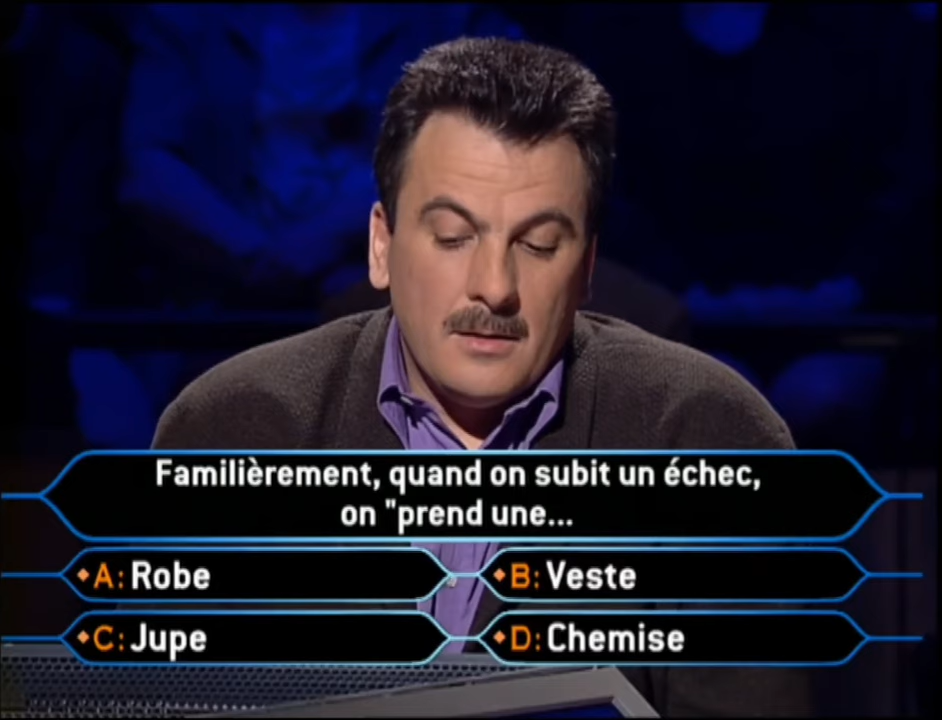 Familièrement, quand on subit un échec,
on "prend une...
A: Robe
B: Veste
C: Jupe
D: Chemise